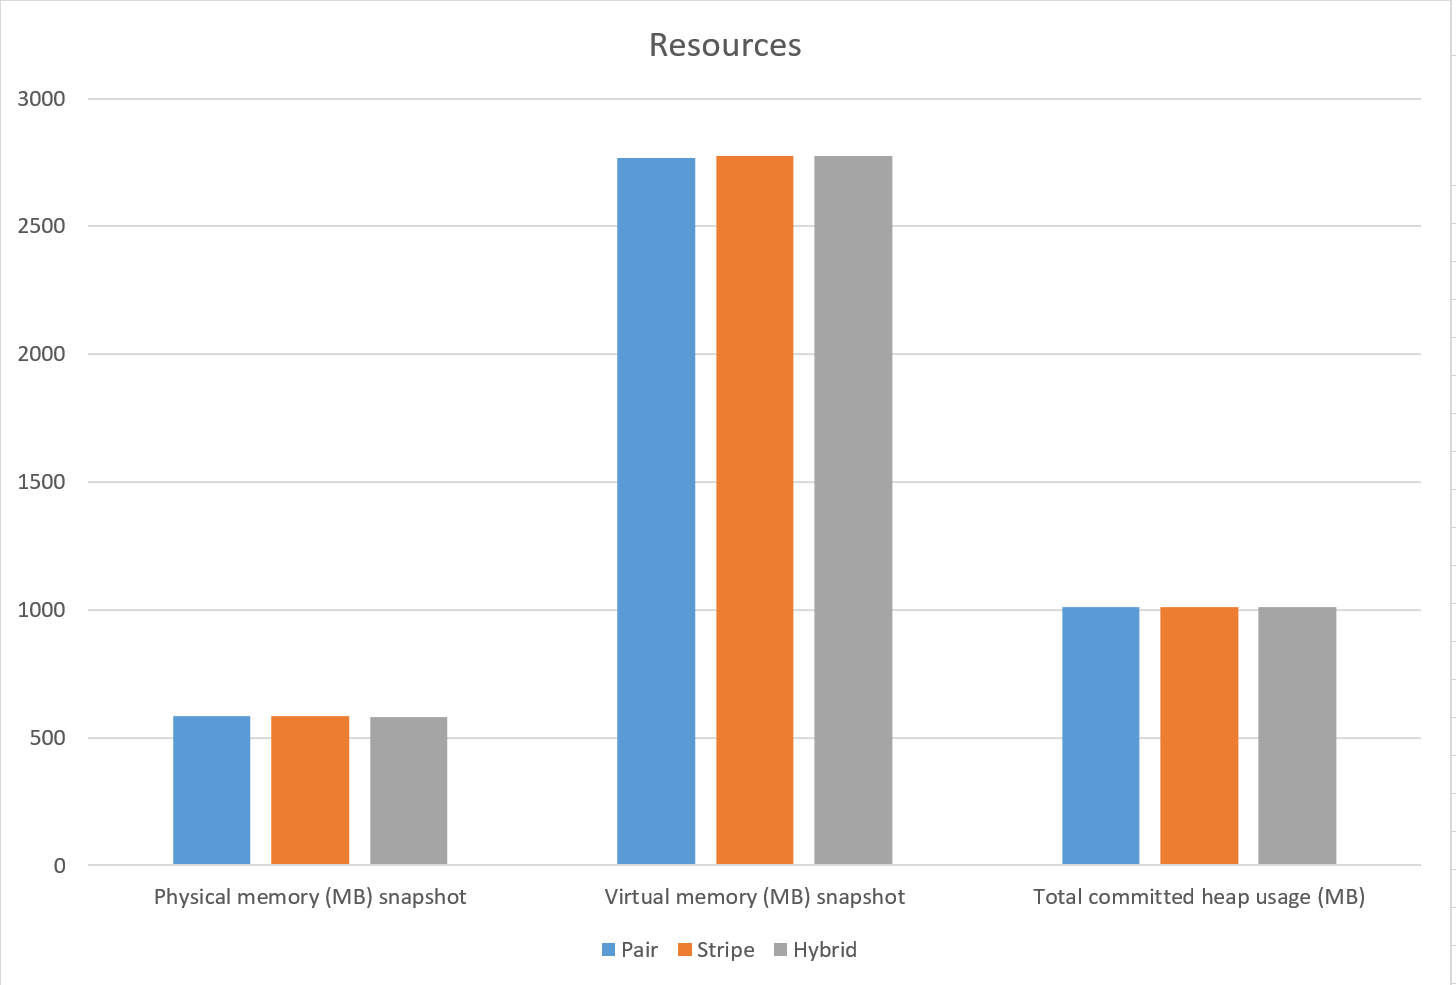 Resources
3000
2500
2000
1500
1000
500
0
Physical memory (MB) snapshot
Virtual memory (MB) snapshot
Total committed heap usage (MB)
Pair Stripe Hybrid